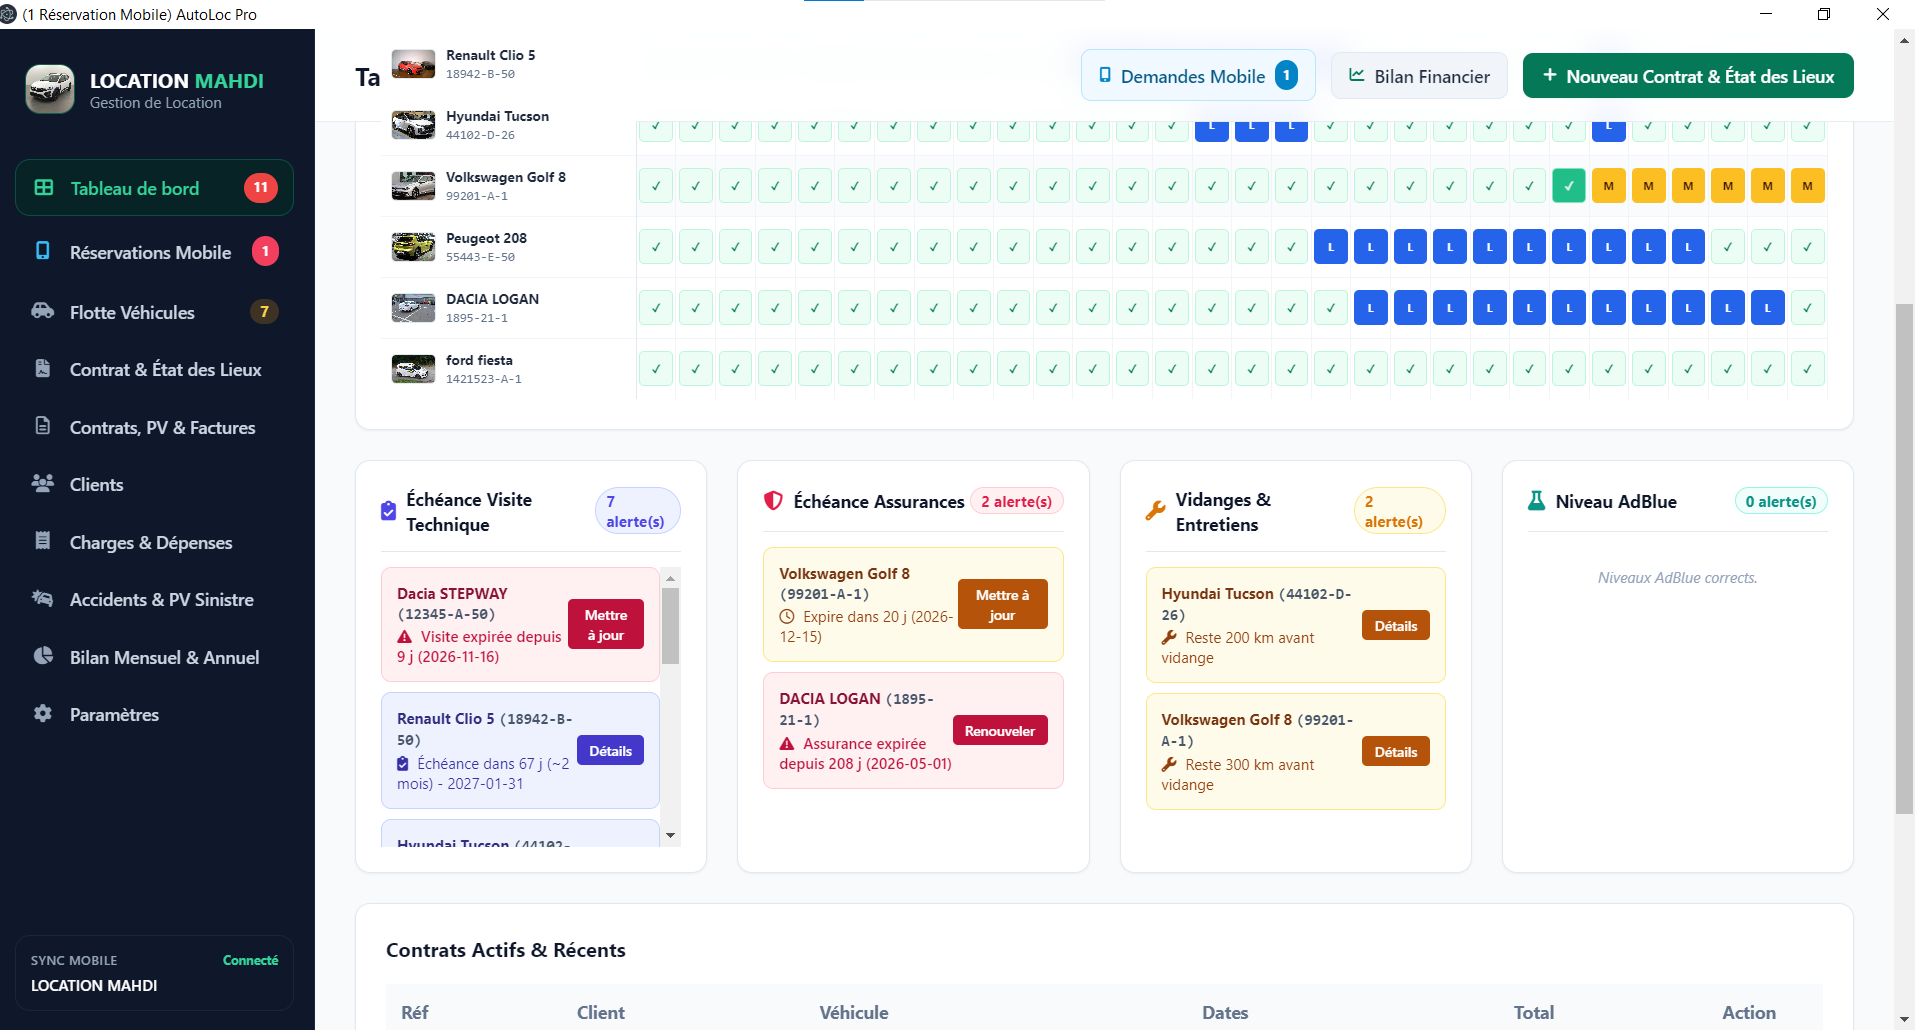 (1 Réservation Mobile) AutoLoc Pro
LOCATION MAHDI
Gestion de Location
Tableau de bord 11
Réservations Mobile 1
Flotte Véhicules 7
Contrat & État des Lieux
Contrats, PV & Factures
Clients
Charges & Dépenses
Accidents & PV Sinistre
Bilan Mensuel & Annuel
Paramètres
SYNC MOBILE Connecté
LOCATION MAHDI
Ta
Demandes Mobile 1
Bilan Financier
+ Nouveau Contrat & État des Lieux
Renault Clio 5
18942-B-50
Hyundai Tucson
44102-D-26
✓ ✓ ✓ ✓ ✓ ✓ ✓ ✓ ✓ ✓ ✓ ✓ ✓ ✓ L L L ✓ ✓ ✓ ✓ ✓ ✓ ✓ L ✓ ✓ ✓ ✓ ✓
Volkswagen Golf 8
99201-A-1
✓ ✓ ✓ ✓ ✓ ✓ ✓ ✓ ✓ ✓ ✓ ✓ ✓ ✓ ✓ ✓ ✓ ✓ ✓ ✓ ✓ ✓ ✓ ✓ M M M M M M
Peugeot 208
55443-E-50
✓ ✓ ✓ ✓ ✓ ✓ ✓ ✓ ✓ ✓ ✓ ✓ ✓ ✓ ✓ ✓ ✓ L L L L L L L L L L ✓ ✓ ✓
DACIA LOGAN
1895-21-1
✓ ✓ ✓ ✓ ✓ ✓ ✓ ✓ ✓ ✓ ✓ ✓ ✓ ✓ ✓ ✓ ✓ ✓ L L L L L L L L L L L ✓
ford fiesta
1421523-A-1
✓ ✓ ✓ ✓ ✓ ✓ ✓ ✓ ✓ ✓ ✓ ✓ ✓ ✓ ✓ ✓ ✓ ✓ ✓ ✓ ✓ ✓ ✓ ✓ ✓ ✓ ✓ ✓ ✓ ✓
Échéance Visite
Technique
7
alerte(s)
Dacia STEPWAY
(12345-A-50)
Visite expirée depuis
9 j (2026-11-16)
Mettre
à jour
Renault Clio 5 (18942-B-
50)
Échéance dans 67 j (~2
mois) - 2027-01-31
Détails
Hyundai Tucson (44102-
Échéance Assurances
2 alerte(s)
Volkswagen Golf 8
(99201-A-1)
Expire dans 20 j (2026-
12-15)
Mettre à
jour
DACIA LOGAN (1895-
21-1)
Assurance expirée
depuis 208 j (2026-05-01)
Renouveler
Vidanges &
Entretiens
2
alerte(s)
Hyundai Tucson (44102-D-
26)
Reste 200 km avant
vidange
Détails
Volkswagen Golf 8 (99201-
A-1)
Reste 300 km avant
vidange
Détails
Niveau AdBlue
0 alerte(s)
Niveaux AdBlue corrects.
Contrats Actifs & Récents
Réf Client Véhicule Dates Total Action